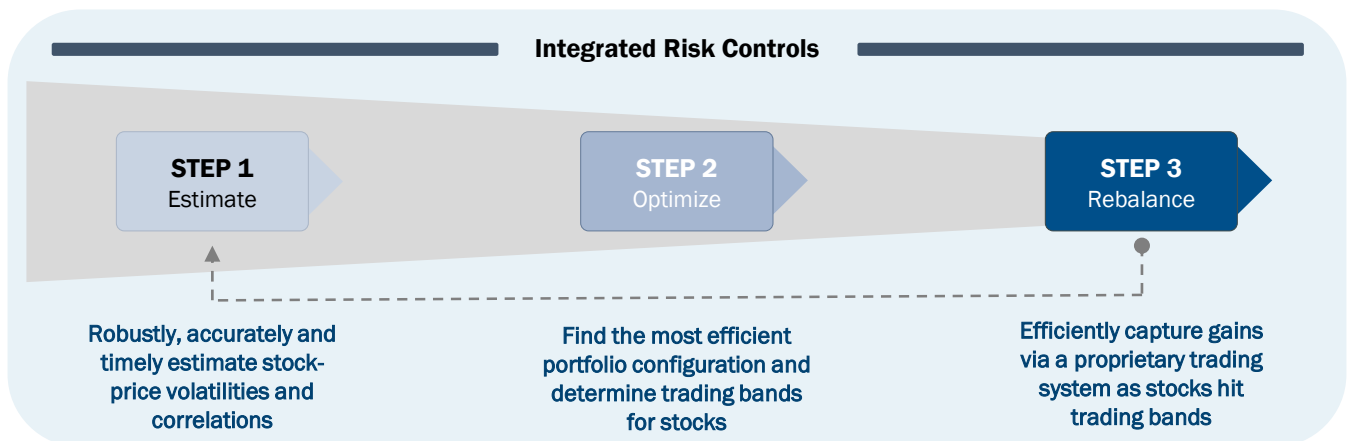 Integrated Risk Controls
STEP 1
Estimate
STEP 2
Optimize
STEP 3
Rebalance
Robustly, accurately and
timely estimate stock-
price volatilities and
correlations
Find the most efficient
portfolio configuration and
determine trading bands
for stocks
Efficiently capture gains
via a proprietary trading
system as stocks hit
trading bands